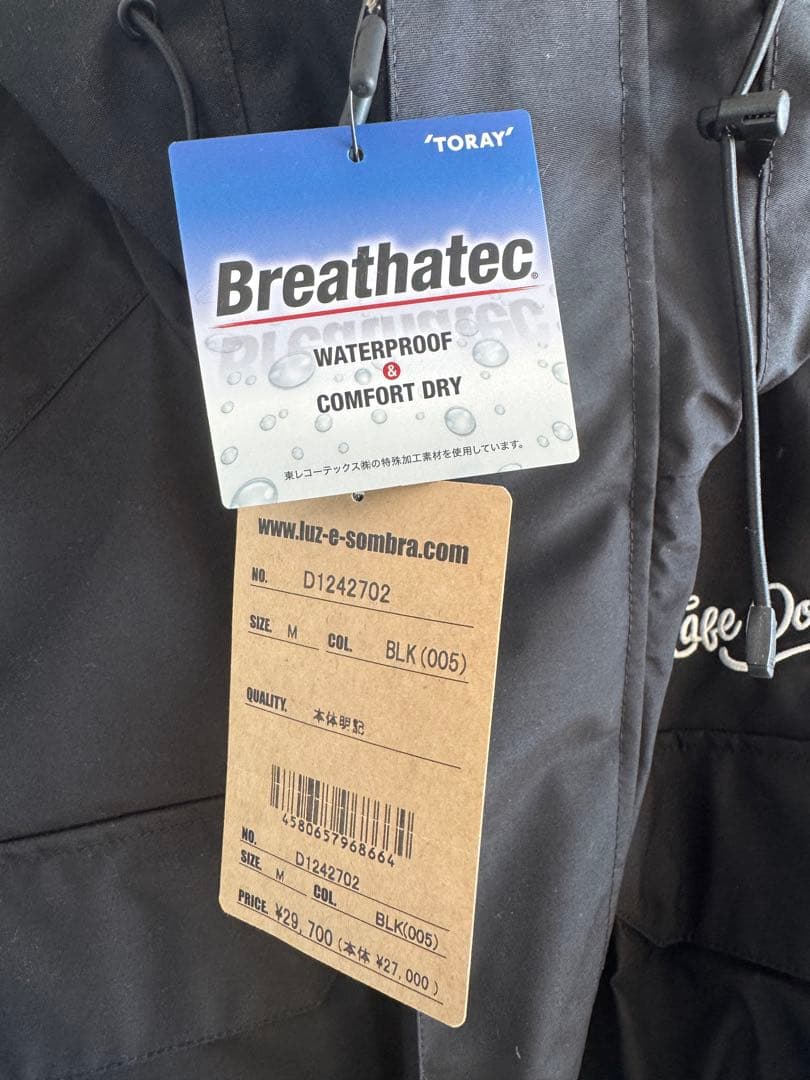 'TORAY'
Breathatec®
WATERPROOF
&
COMFORT DRY
東レコーテックス㈱の特殊加工素材を使用しています。
www.luz-e-sombra.com
NO. D1242702
SIZE. M COL. BLK(005)
QUALITY. 本体明記
4580657968664
NO. D1242702
SIZE. M COL. BLK(005)
PRICE. ¥29,700(本体 ¥27,000)